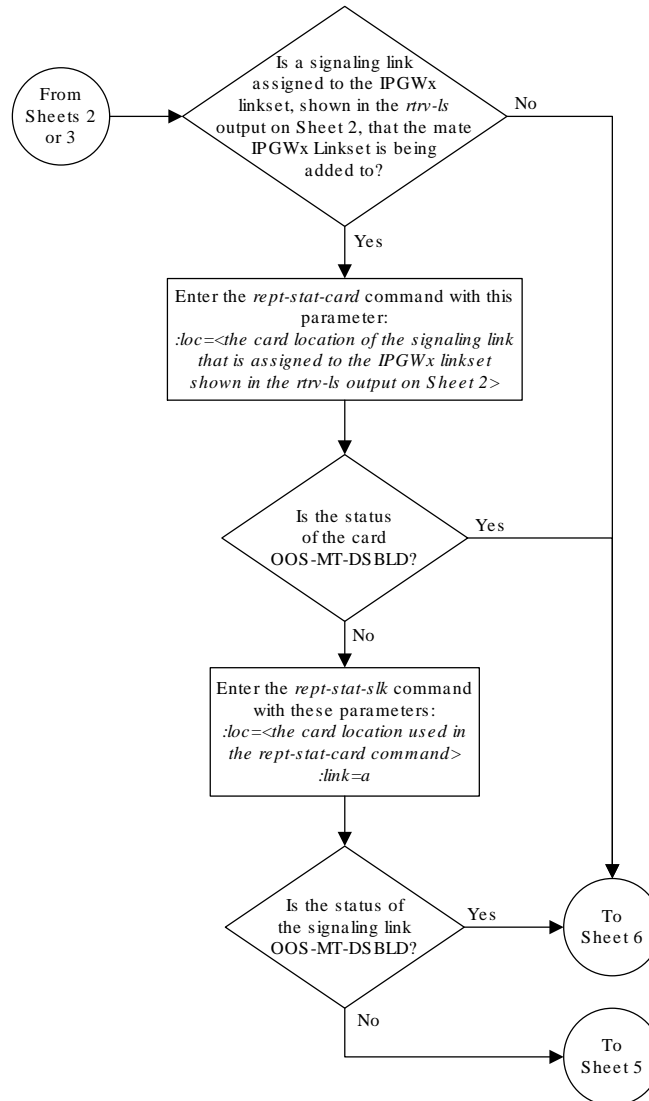 Is a signaling link
assigned to the IPGWx
linkset, shown in the rtrv-ls
output on Sheet 2, that the mate
IPGWx Linkset is being
added to?
From
Sheets 2
or 3
No
Yes
Enter the rept-stat-card command with this
parameter:
:loc=<the card location of the signaling link
that is assigned to the IPGWx linkset
shown in the rtrv-ls output on Sheet 2>
Is the status
of the card
OOS-MT-DSBLD?
Yes
No
Enter the rept-stat-slk command
with these parameters:
:loc=<the card location used in
the rept-stat-card command>
:link=a
Is the status of
the signaling link
OOS-MT-DSBLD?
Yes
To
Sheet 6
No
To
Sheet 5